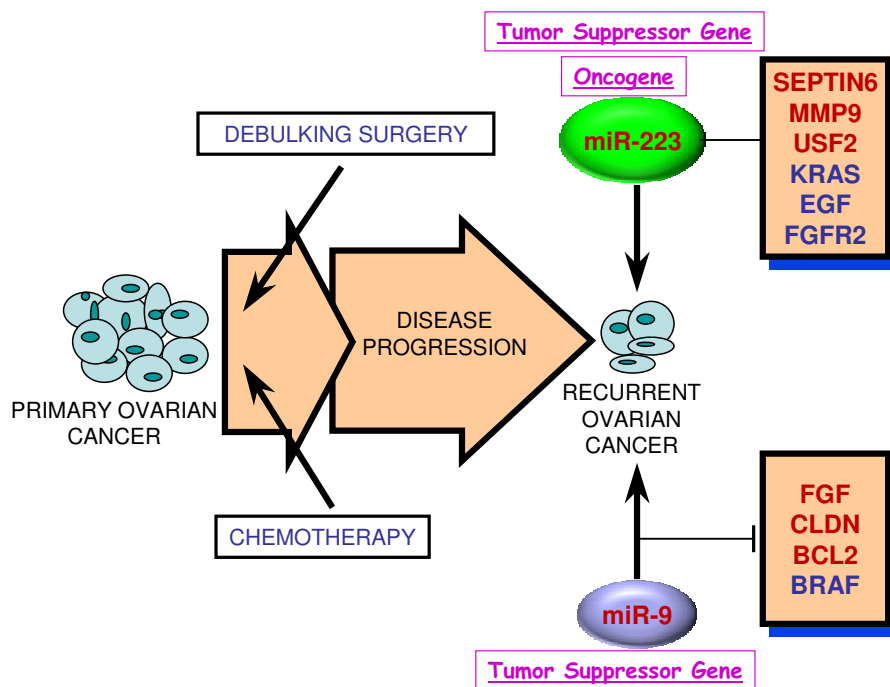 Tumor Suppressor Gene
Oncogene
miR-223
SEPTIN6
MMP9
USF2
KRAS
EGF
FGFR2
DEBULKING SURGERY
DISEASE
PROGRESSION
PRIMARY OVARIAN
CANCER
RECURRENT
OVARIAN
CANCER
CHEMOTHERAPY
FGF
CLDN
BCL2
BRAF
miR-9
Tumor Suppressor Gene